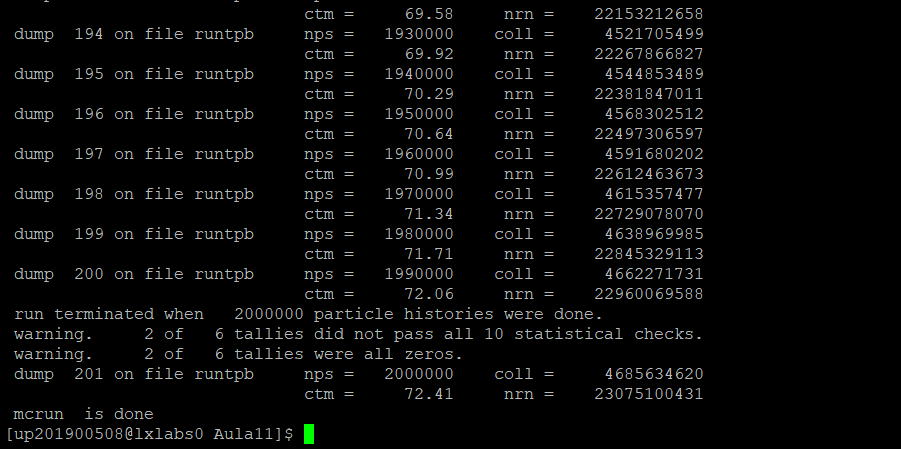 ctm = 69.58 nrn = 22153212658
dump 194 on file runtpb nps = 1930000 coll = 4521705499
ctm = 69.92 nrn = 22267866827
dump 195 on file runtpb nps = 1940000 coll = 4544853489
ctm = 70.29 nrn = 22381847011
dump 196 on file runtpb nps = 1950000 coll = 4568302512
ctm = 70.64 nrn = 22497306597
dump 197 on file runtpb nps = 1960000 coll = 4591680202
ctm = 70.99 nrn = 22612463673
dump 198 on file runtpb nps = 1970000 coll = 4615357477
ctm = 71.34 nrn = 22729078070
dump 199 on file runtpb nps = 1980000 coll = 4638969985
ctm = 71.71 nrn = 22845329113
dump 200 on file runtpb nps = 1990000 coll = 4662271731
ctm = 72.06 nrn = 22960069588
run terminated when 2000000 particle histories were done.
warning. 2 of 6 tallies did not pass all 10 statistical checks.
warning. 2 of 6 tallies were all zeros.
dump 201 on file runtpb nps = 2000000 coll = 4685634620
ctm = 72.41 nrn = 23075100431
mcrun is done
[up201900508@lxlabs0 Aula11]$